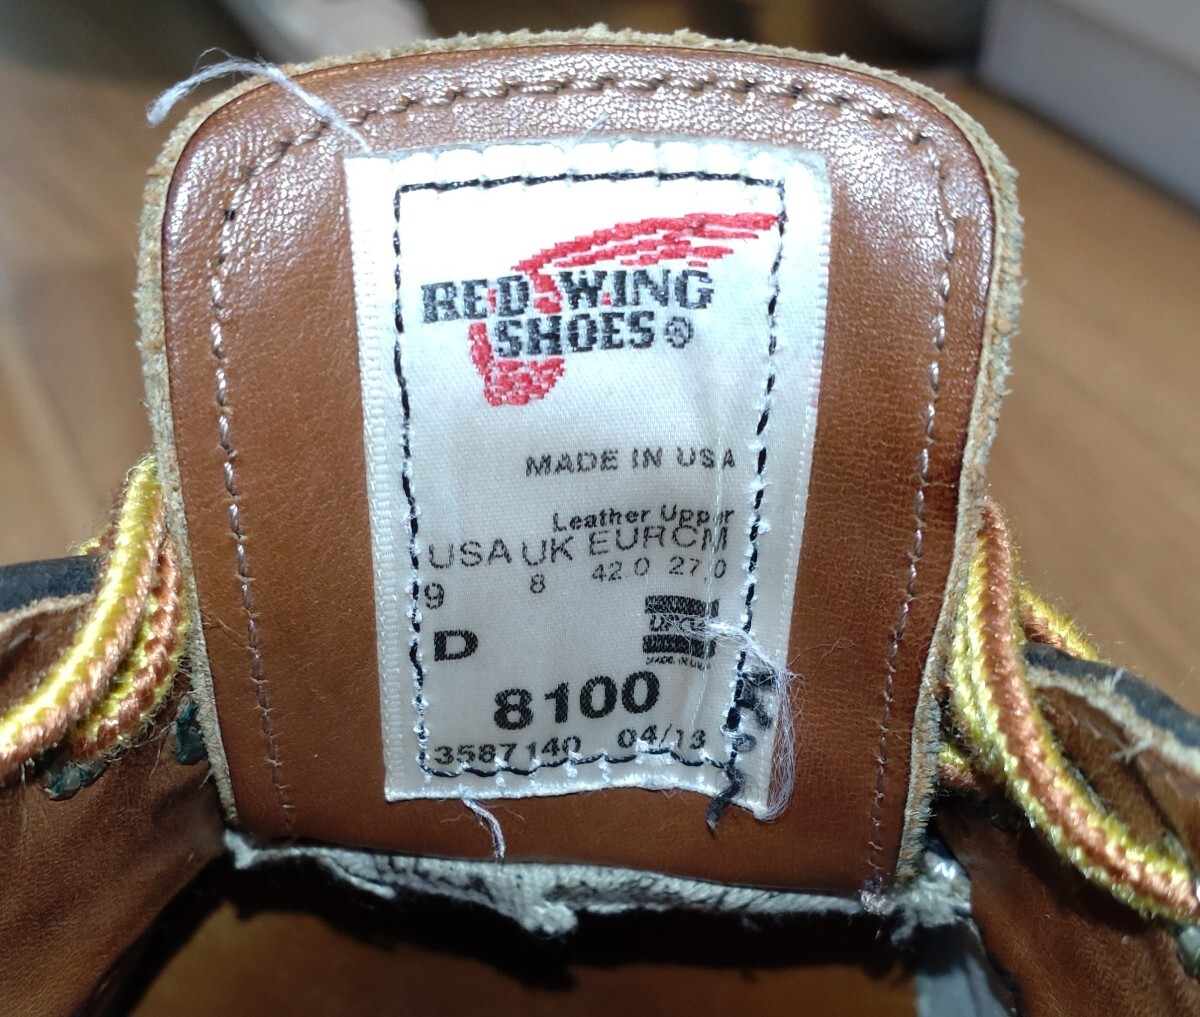 RED WING
SHOES®
MADE IN USA
Leather Upper
USA UK EUR CM
9 8 42.0 27.0
D
8100
3587140 04/13